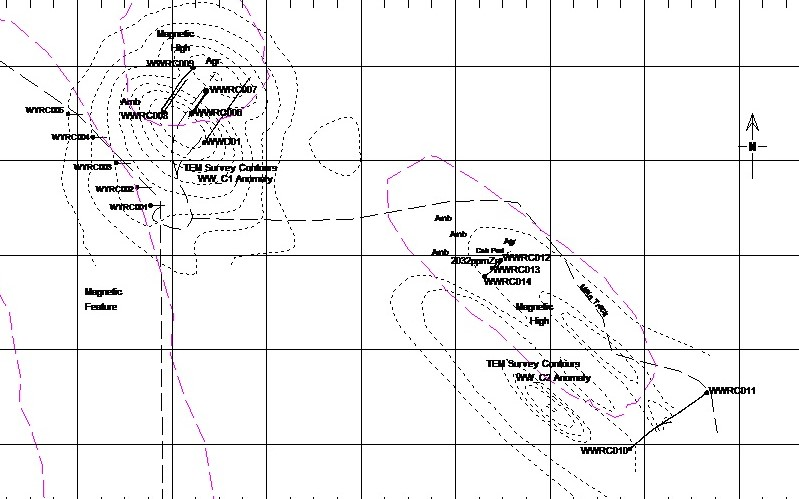 Magnetic
High
WWRC009
Agr
WWRC007
Amb
WWRC008
WWRC006
WYRC005
WYRC004
WWD01
WYRC003
TEM Survey Contours
WW_C1 Anomaly
WYRC002
WYRC001
N
Amb
Amb
Agr
Amb
2032ppmZn
WWRC012
WWRC013
WWRC014
Magnetic
Feature
Magnetic
High
TEM Survey Contours
WW_C2 Anomaly
WWRC011
WWRC010